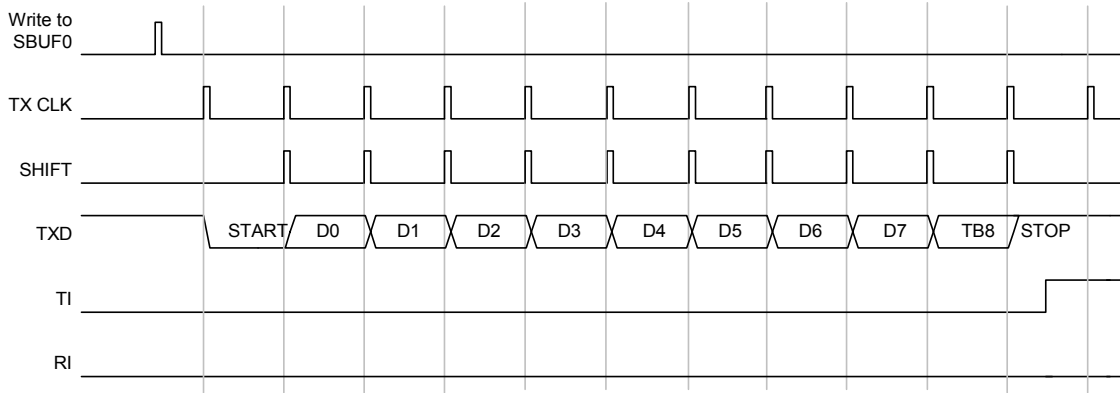 Write to
SBUF0
TX CLK
SHIFT
TXD START D0 D1 D2 D3 D4 D5 D6 D7 TB8 STOP
TI
RI